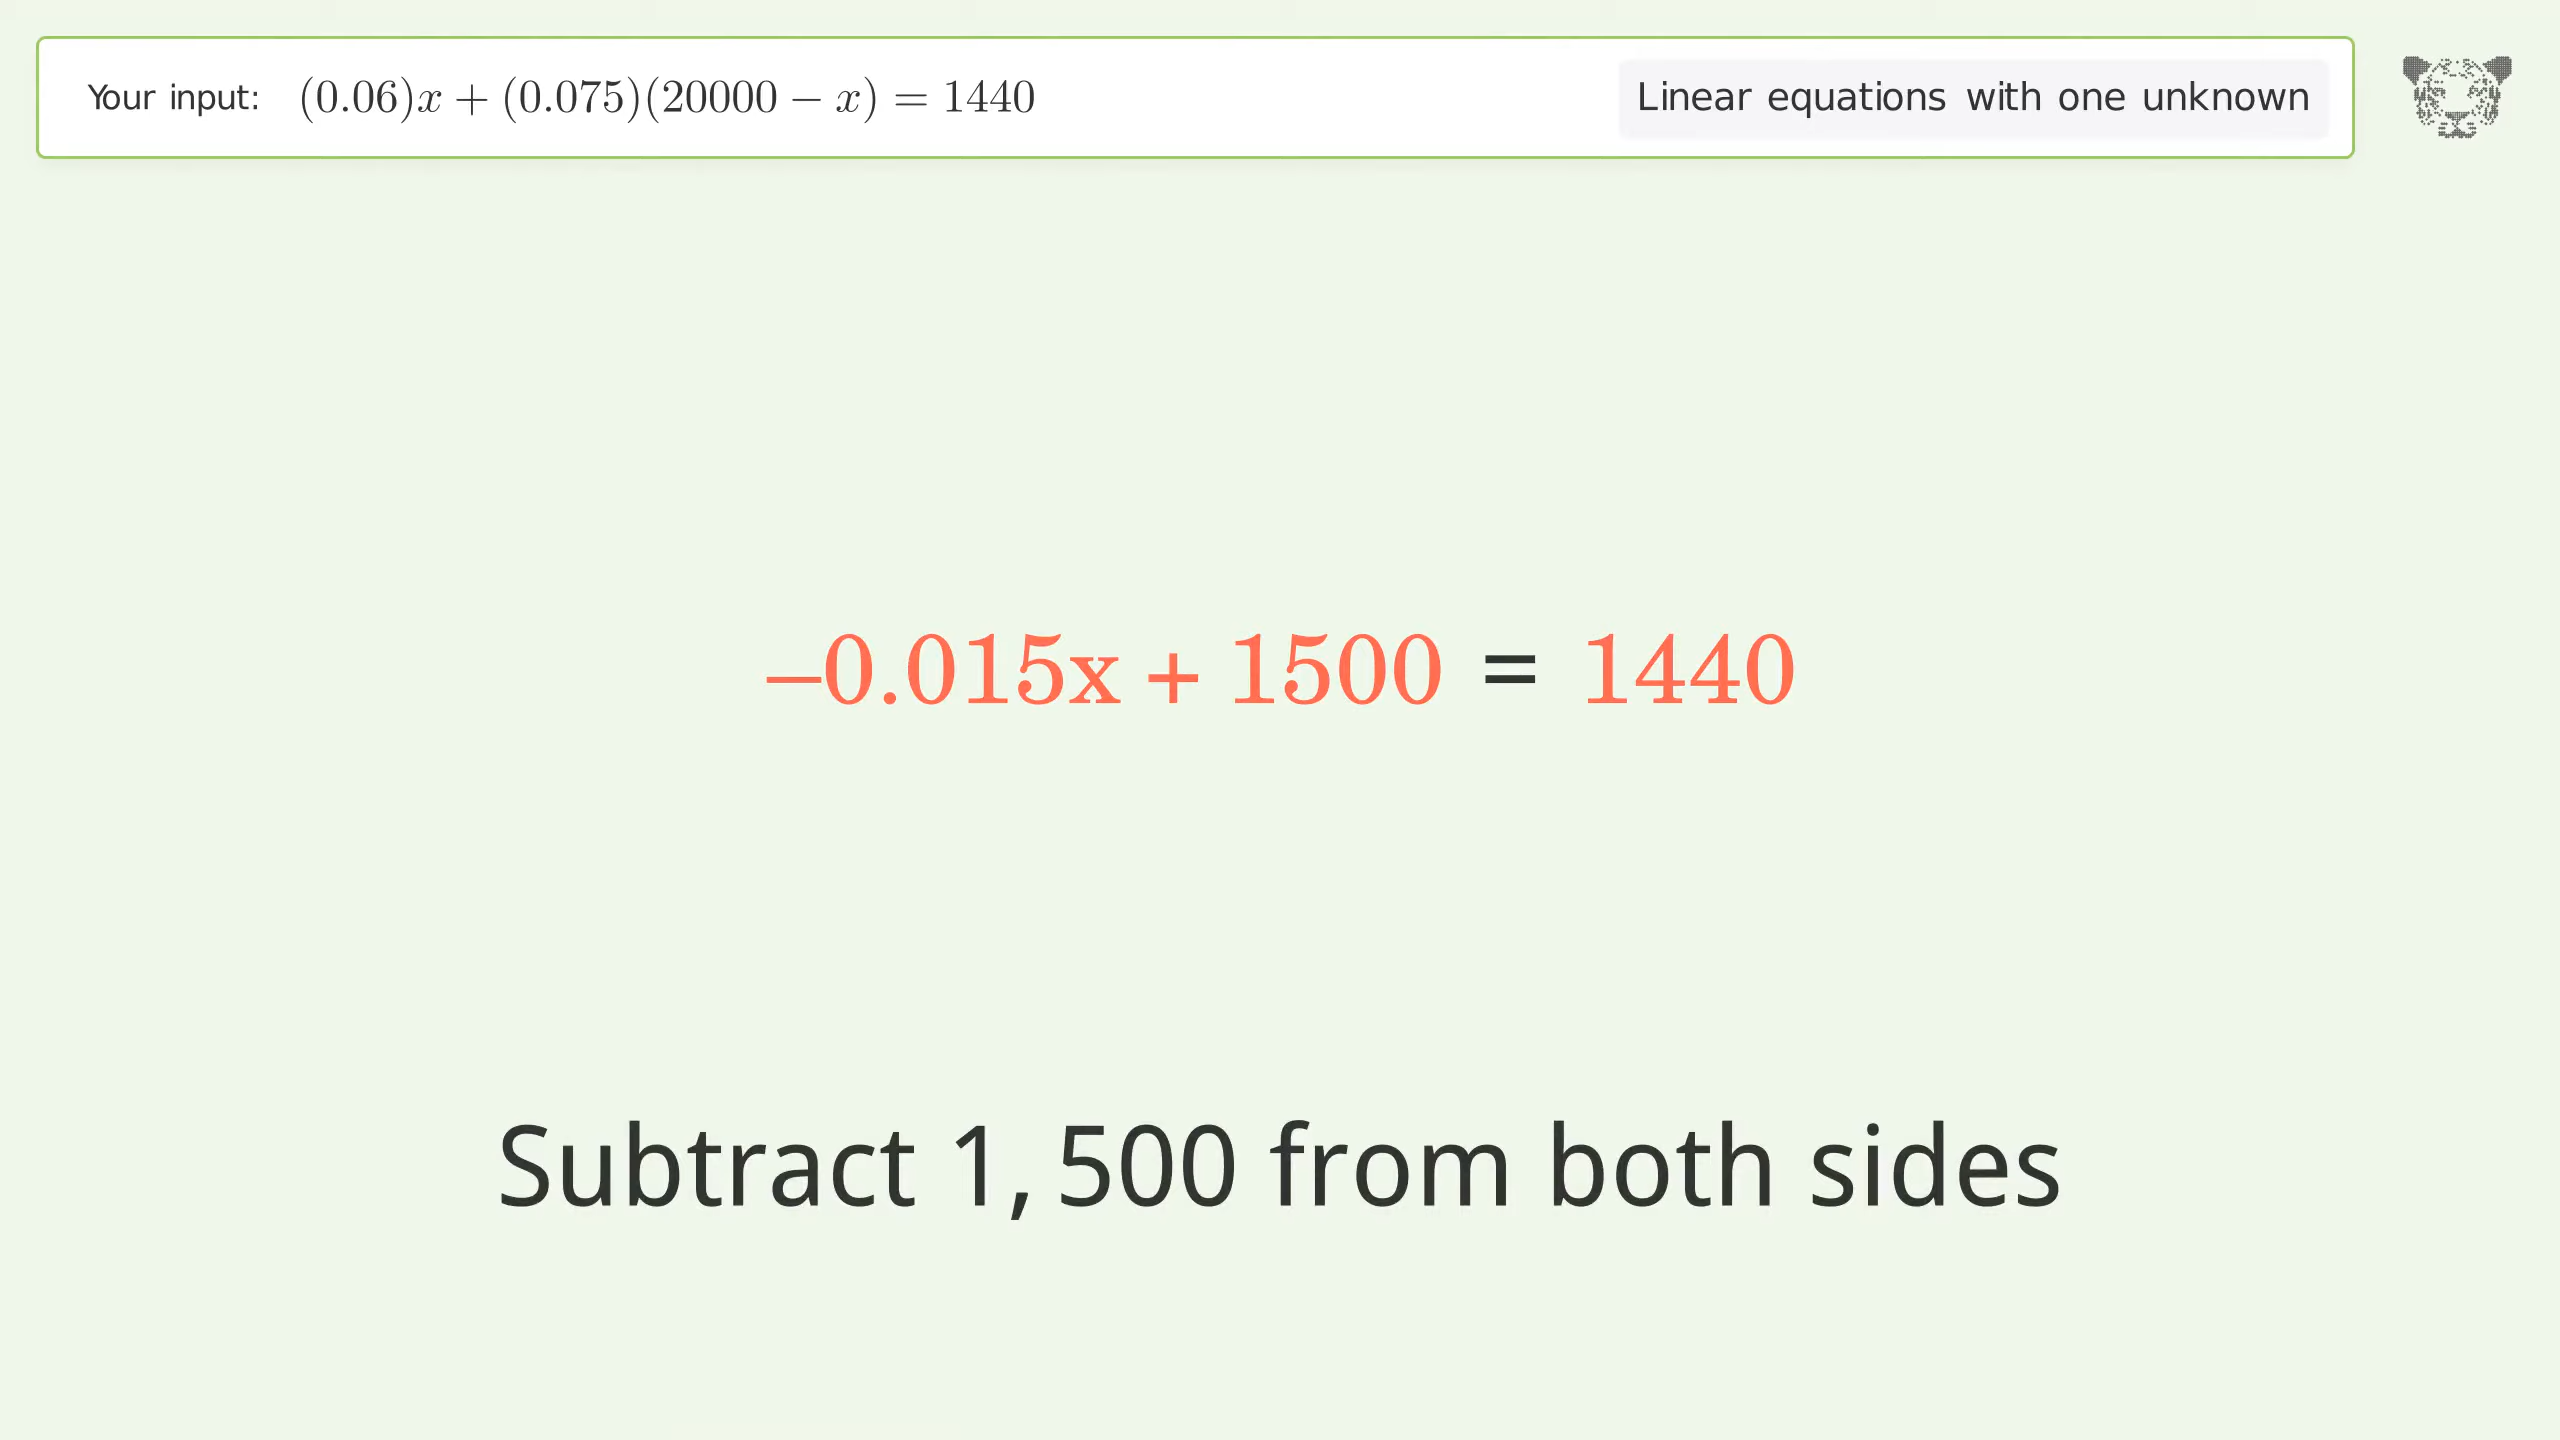 Your input: (0.06)x + (0.075)(20000 − x) = 1440 Linear equations with one unknown
−0.015x + 1500 = 1440
Subtract 1, 500 from both sides